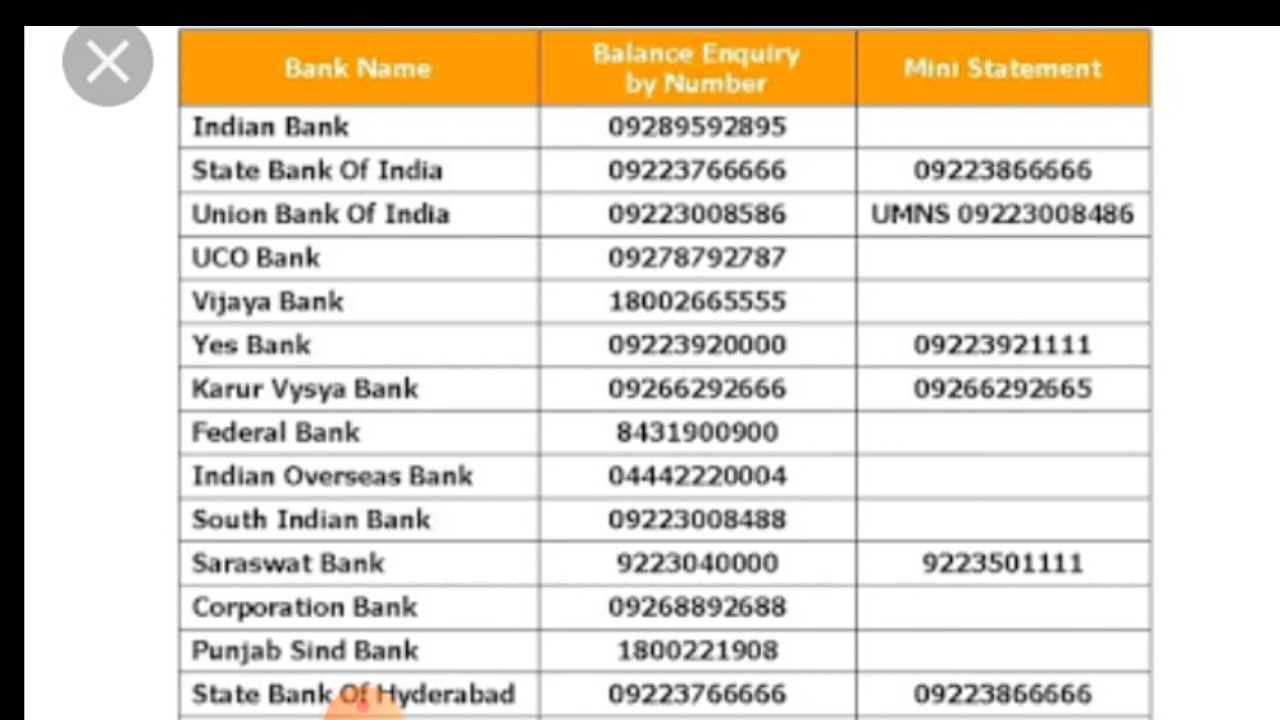 Bank Name Balance Enquiry by Number Mini Statement
Indian Bank 09289592895
State Bank Of India 09223766666 09223866666
Union Bank Of India 09223008586 UMNS 09223008486
UCO Bank 09278792787
Vijaya Bank 18002665555
Yes Bank 09223920000 09223921111
Karur Vysya Bank 09266292666 09266292665
Federal Bank 8431900900
Indian Overseas Bank 04442220004
South Indian Bank 09223008488
Saraswat Bank 9223040000 9223501111
Corporation Bank 09268892688
Punjab Sind Bank 1800221908
State Bank Of Hyderabad 09223766666 09223866666